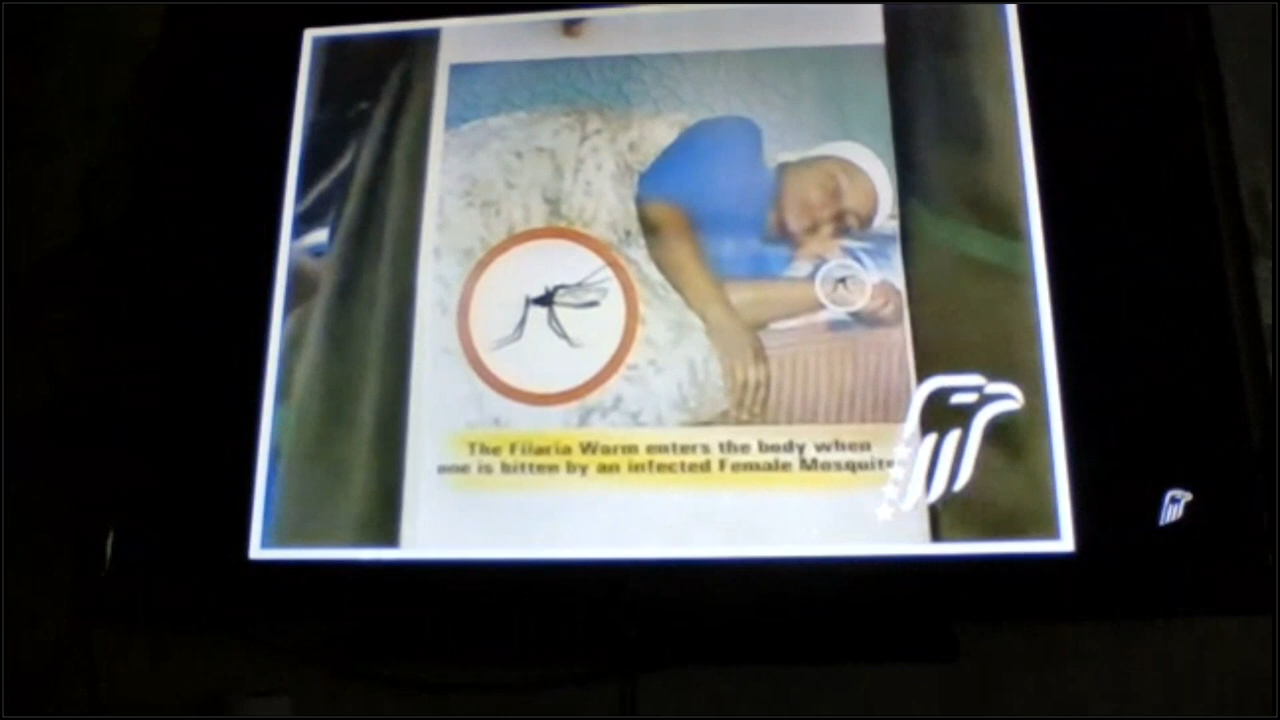 The Filaria Worm enters the body when
one is bitten by an infected Female Mosquito